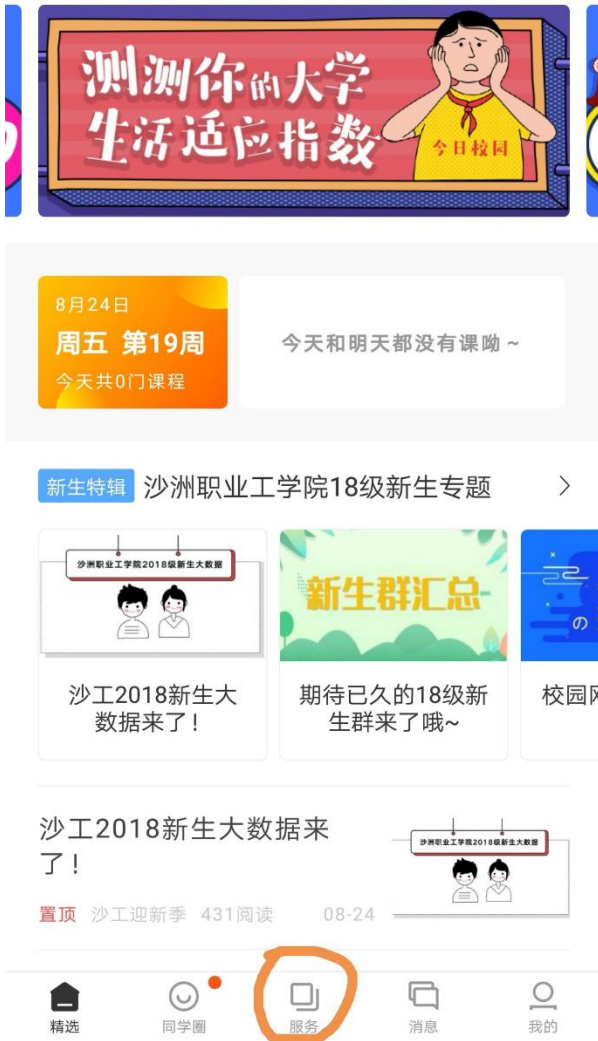 测测你的大学
生活适应指数
今日校园
8月24日
周五 第19周
今天共0门课程
今天和明天都没有课呦~
新生特辑 沙洲职业工学院18级新生专题
沙洲职业工学院2018级新生大数据
新生群汇总
の
沙工2018新生大
数据来了!
期待已久的18级新
生群来了哦~
校园
沙工2018新生大数据来
了!
沙洲职业工学院2018级新生大数据
置顶 沙工迎新季 431阅读 08-24
精选 同学圈 服务 消息 我的